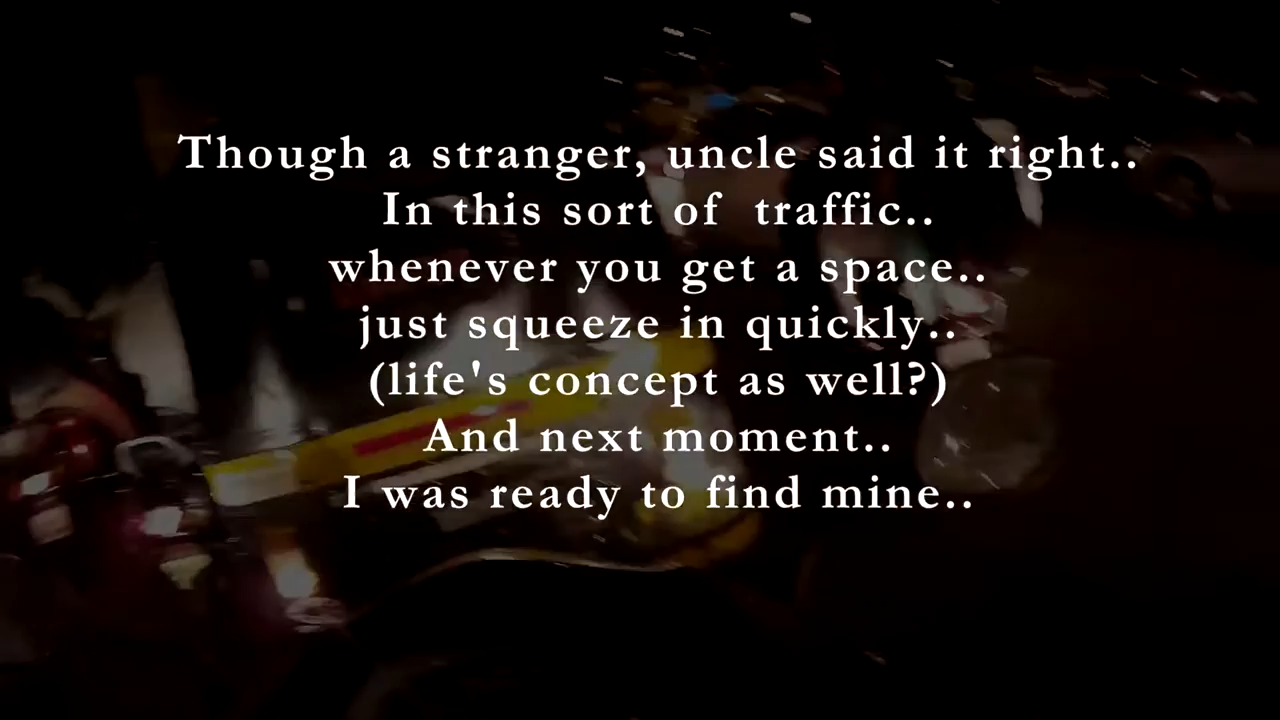 Though a stranger, uncle said it right..
In this sort of  traffic..
whenever you get a space..
just squeeze in quickly..
(life's concept as well?)
And next moment..
I was ready to find mine..